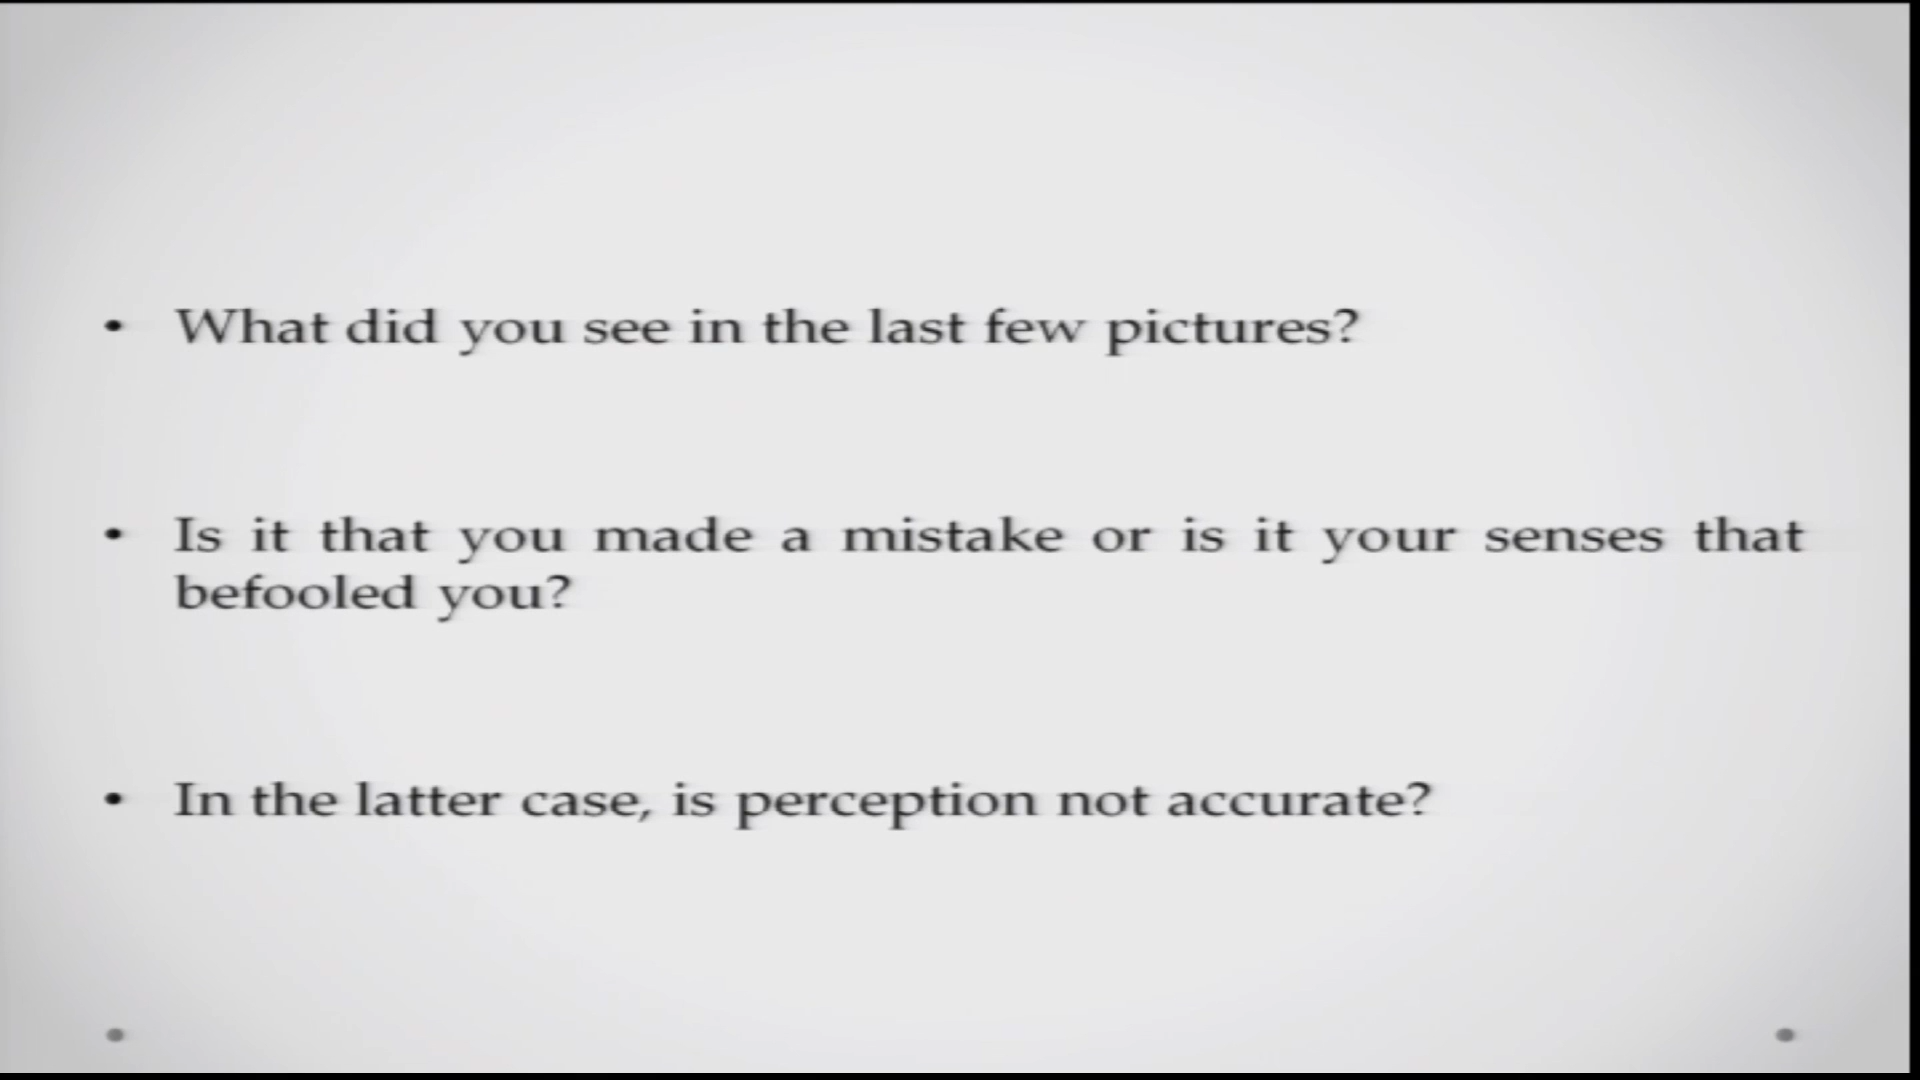 • What did you see in the last few pictures?
• Is it that you made a mistake or is it your senses that
befooled you?
• In the latter case, is perception not accurate?